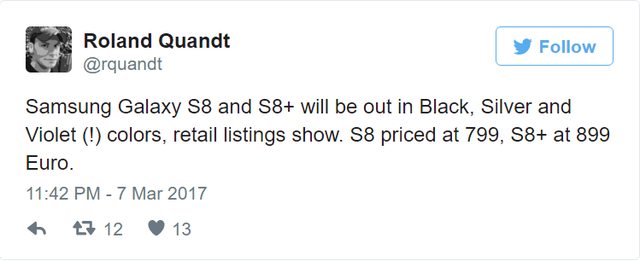 Roland Quandt
@rquandt
Follow
Samsung Galaxy S8 and S8+ will be out in Black, Silver and
Violet (!) colors, retail listings show. S8 priced at 799, S8+ at 899
Euro.
11:42 PM - 7 Mar 2017
12
13